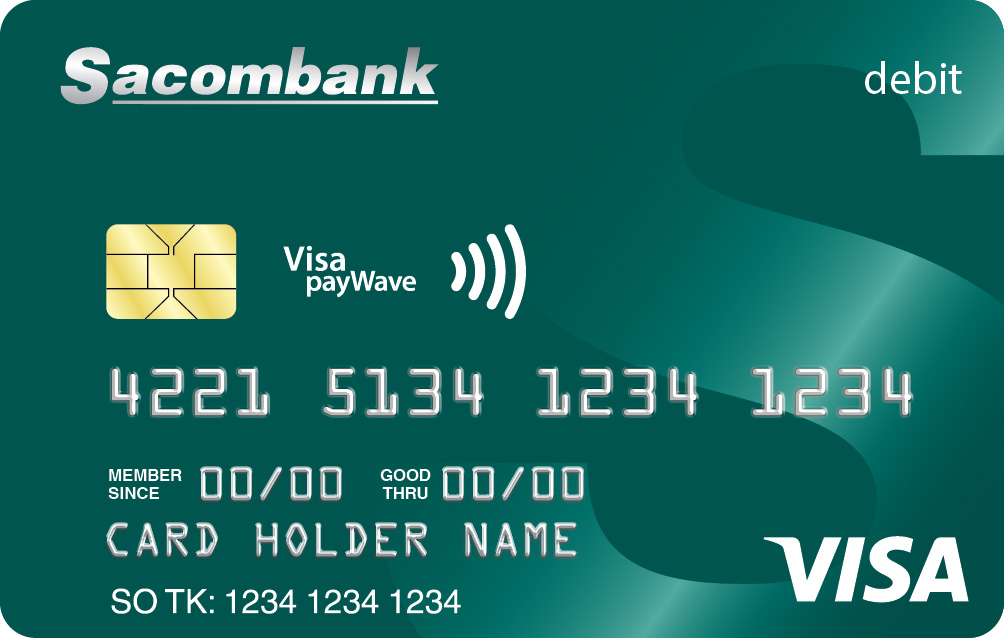 Sacombank debit
Visa
payWave
4221 5134 1234 1234
MEMBER SINCE 00/00 GOOD THRU 00/00
CARD HOLDER NAME
SO TK: 1234 1234 1234
VISA